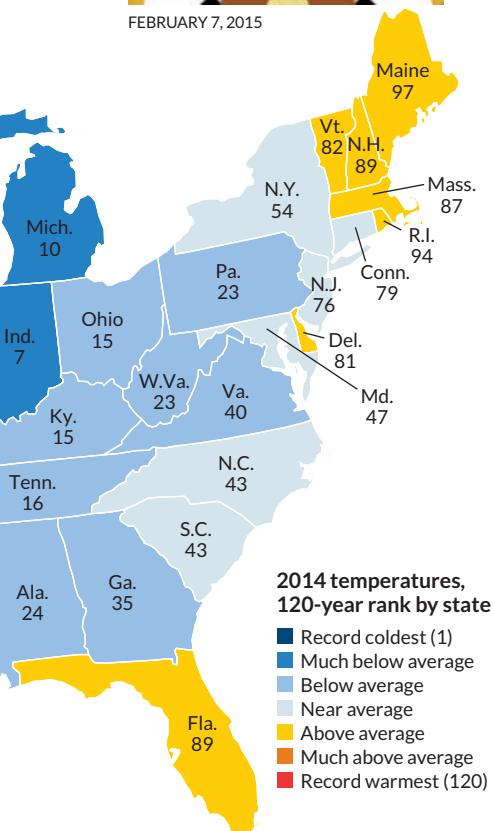 FEBRUARY 7, 2015
Maine
97
Vt.
82
N.H.
89
Mass.
87
N.Y.
54
R.I.
94
Conn.
79
Mich.
10
Pa.
23
N.J.
76
Ind.
7
Ohio
15
Del.
81
W.Va.
23
Va.
40
Md.
47
Ky.
15
N.C.
43
Tenn.
16
S.C.
43
Ala.
24
Ga.
35
Fla.
89
2014 temperatures,
120-year rank by state
Record coldest (1)
Much below average
Below average
Near average
Above average
Much above average
Record warmest (120)